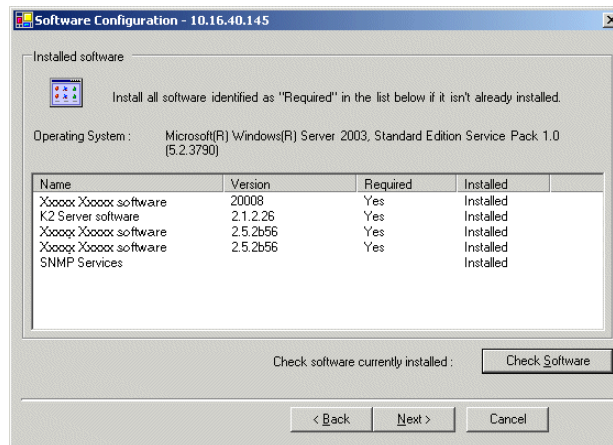 Software Configuration - 10.16.40.145
Installed software
Install all software identified as "Required" in the list below if it isn't already installed.
Operating System : Microsoft(R) Windows(R) Server 2003, Standard Edition Service Pack 1.0
(5.2.3790)
Name Version Required Installed
Xxxxx Xxxxx software 20008 Yes Installed
K2 Server software 2.1.2.26 Yes Installed
Xxxxx Xxxxx software 2.5.2b56 Yes Installed
Xxxxx Xxxxx software 2.5.2b56 Yes Installed
SNMP Services Installed
Check software currently installed : Check Software
< Back Next > Cancel